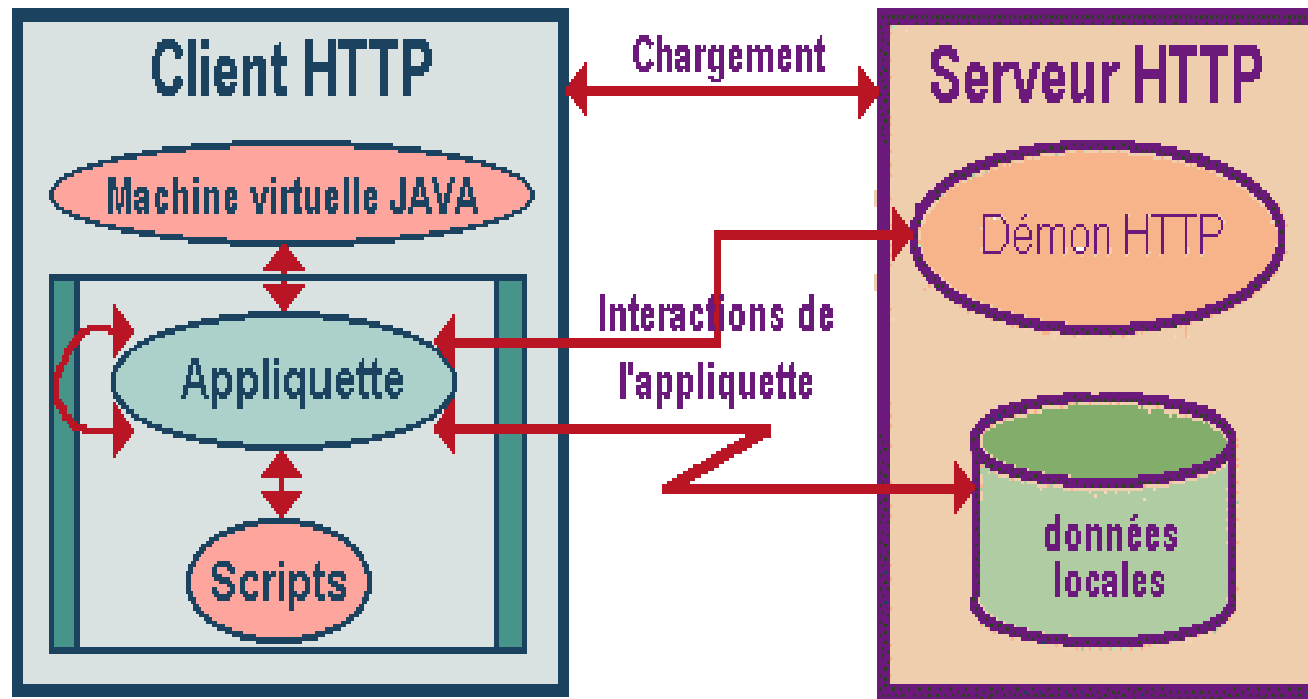 Client HTTP
Chargement
Serveur HTTP
Machine virtuelle JAVA
Démon HTTP
Interactions de
l'appliquette
Appliquette
données
locales
Scripts